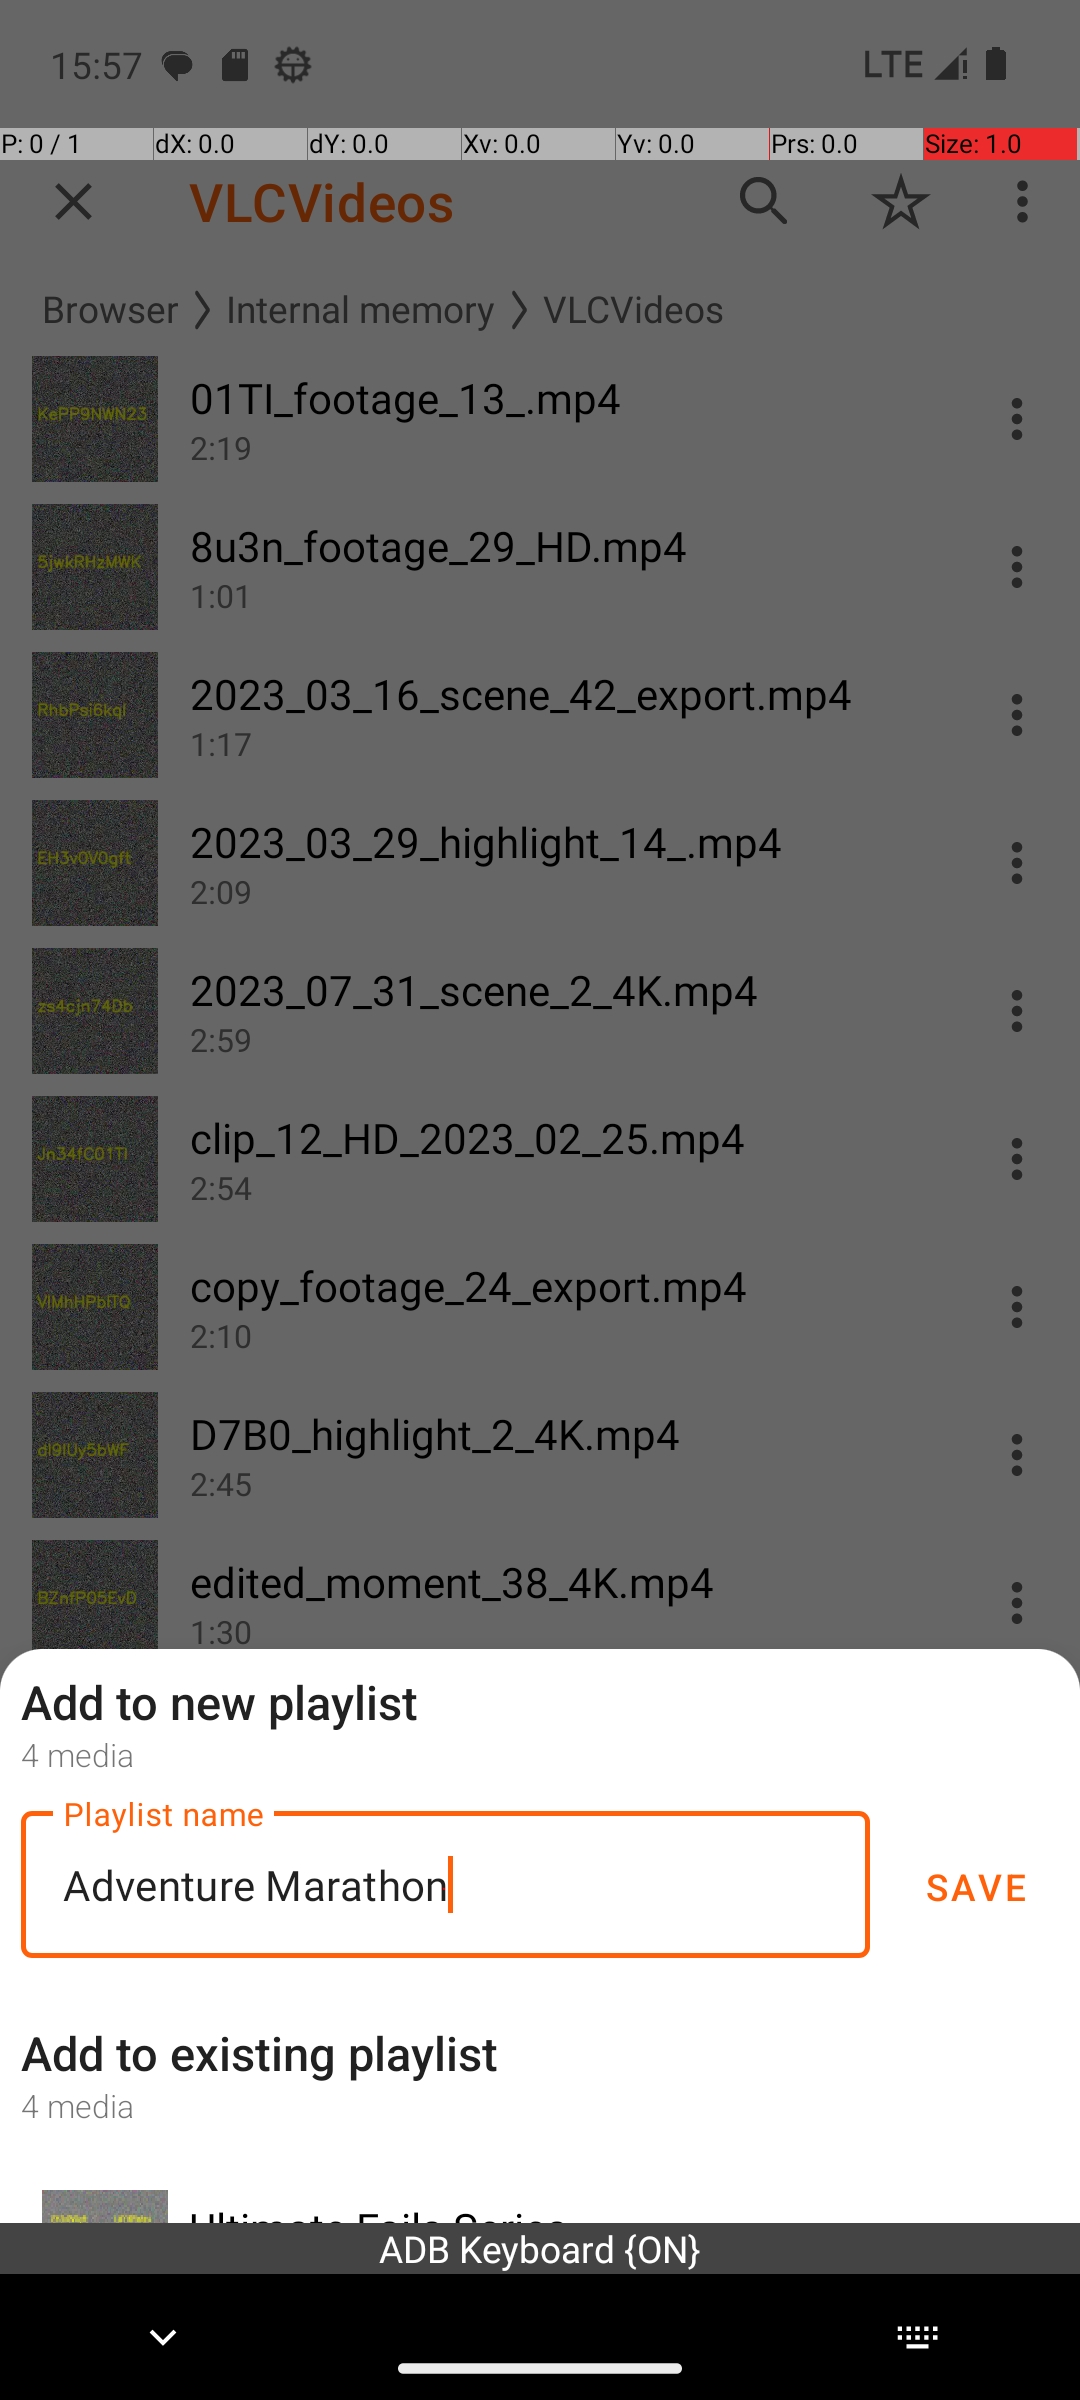 15:57 LTE
P: 0 / 1 dX: 0.0 dY: 0.0 Xv: 0.0 Yv: 0.0 Prs: 0.0 Size: 1.0
VLCVideos
Browser Internal memory VLCVideos
KePP9NWN23
01TI_footage_13_.mp4
2:19
5jwkRHzMWK
8u3n_footage_29_HD.mp4
1:01
RhbPsi6kql
2023_03_16_scene_42_export.mp4
1:17
EH3v0V0gft
2023_03_29_highlight_14_.mp4
2:09
zs4cjn74Db
2023_07_31_scene_2_4K.mp4
2:59
Jn34fC01TI
clip_12_HD_2023_02_25.mp4
2:54
copy_footage_24_export.mp4
2:10
dI9IUy5bWF
D7B0_highlight_2_4K.mp4
2:45
BZnfP05EvD
edited_moment_38_4K.mp4
1:30
Add to new playlist
4 media
Playlist name
Adventure Marathon
SAVE
Add to existing playlist
4 media
Ultimate Fails Series
ADB Keyboard {ON}